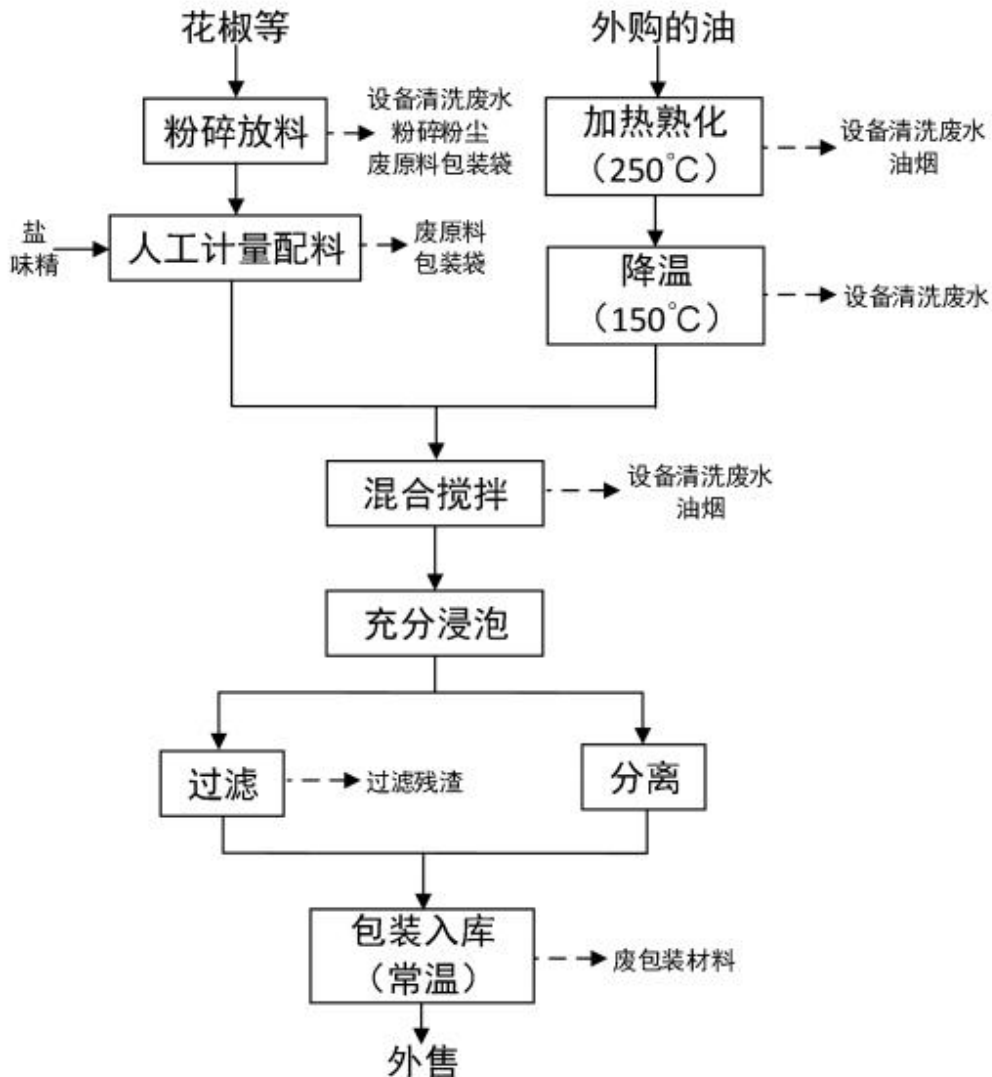 花椒等
外购的油
粉碎放料
设备清洗废水
粉碎粉尘
废原料包装袋
加热熟化
（250℃）
设备清洗废水
油烟
盐
味精
人工计量配料
废原料
包装袋
降温
（150℃）
设备清洗废水
混合搅拌
设备清洗废水
油烟
充分浸泡
过滤
过滤残渣
分离
包装入库
（常温）
废包装材料
外售